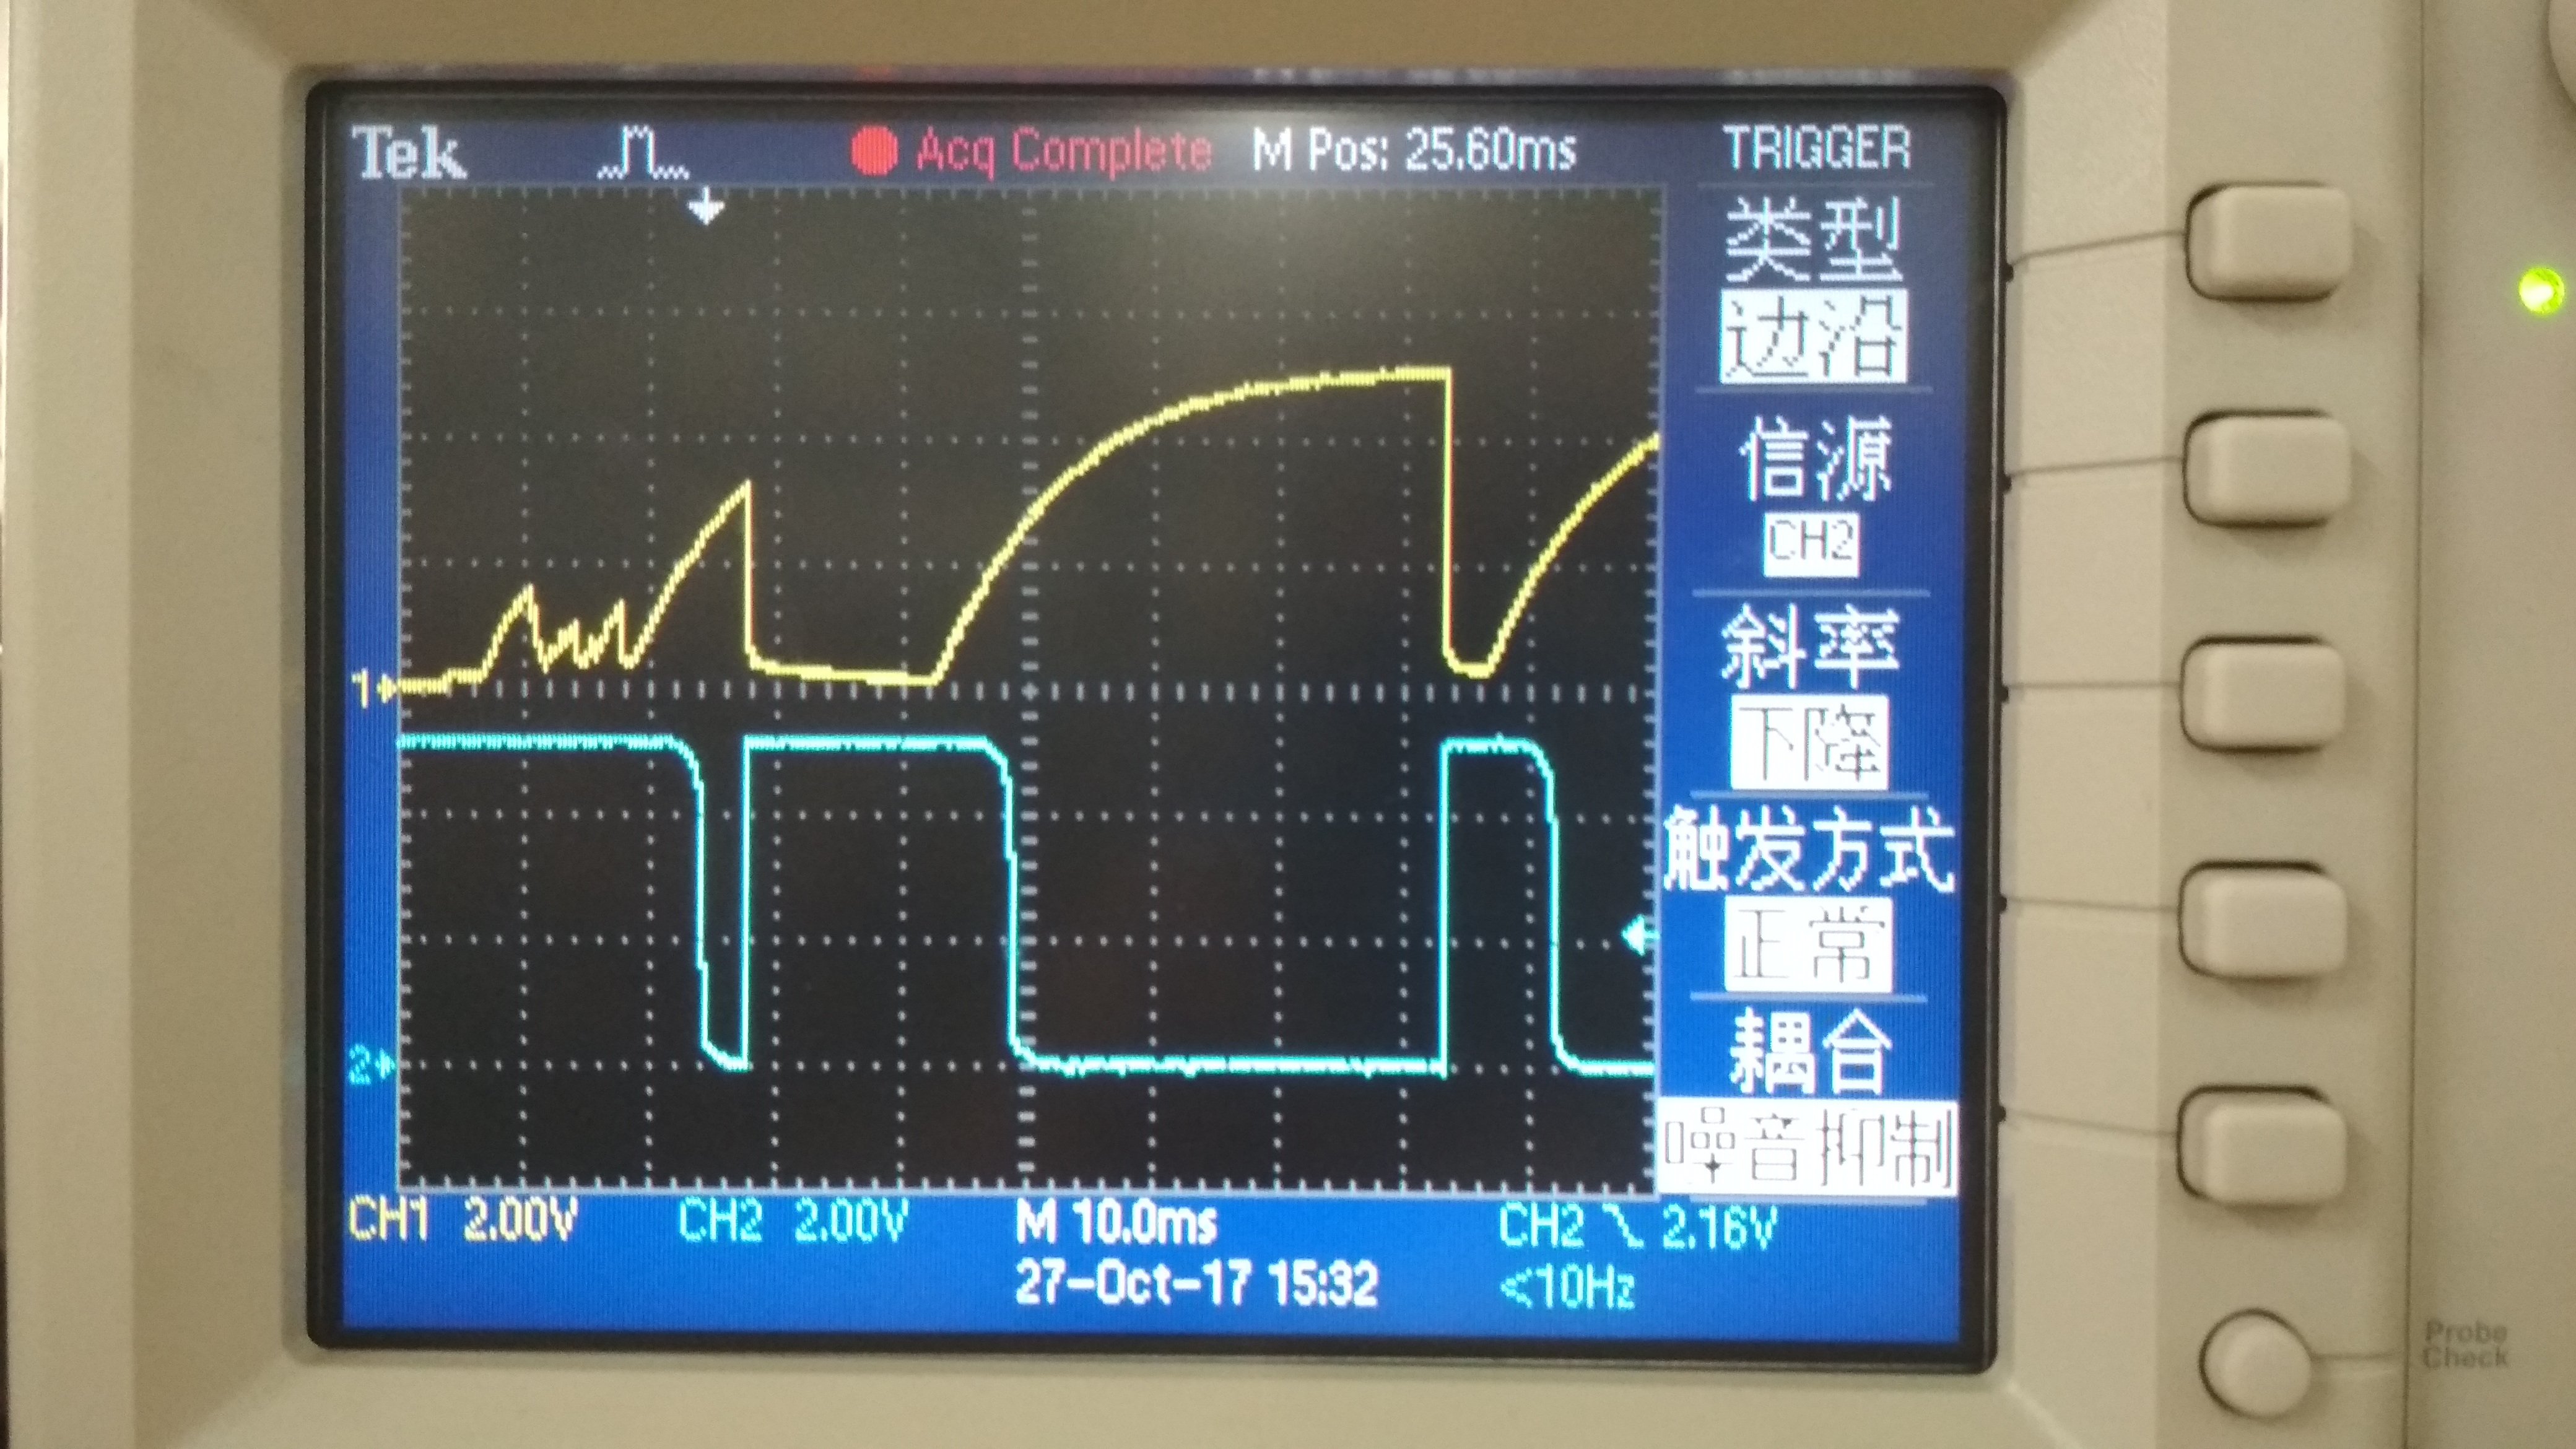 Tek Acq Complete M Pos: 25.60ms TRIGGER
类型
边沿
信源
CH2
斜率
下降
触发方式
正常
耦合
噪音抑制
1
2
CH1 2.00V CH2 2.00V M 10.0ms CH2 2.16V
27-Oct-17 15:32 <10Hz
Probe
Check